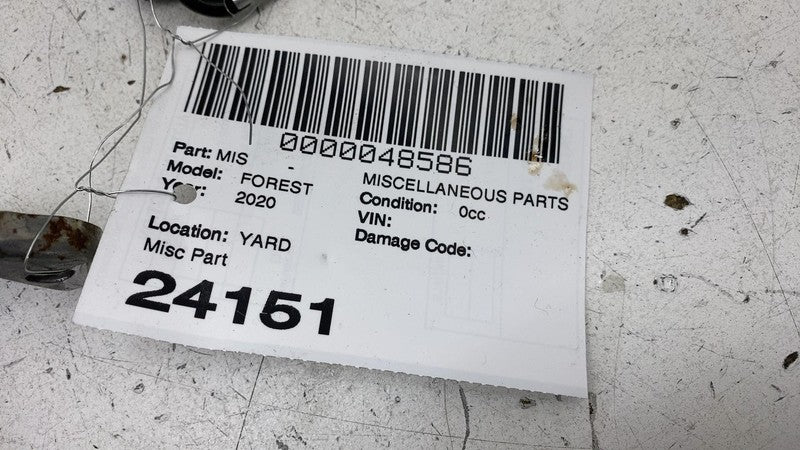 0000048586
Part: MIS - MISCELLANEOUS PARTS
Model: FOREST Condition: 0cc
Year: 2020 VIN:
Location: YARD Damage Code:
Misc Part
24151